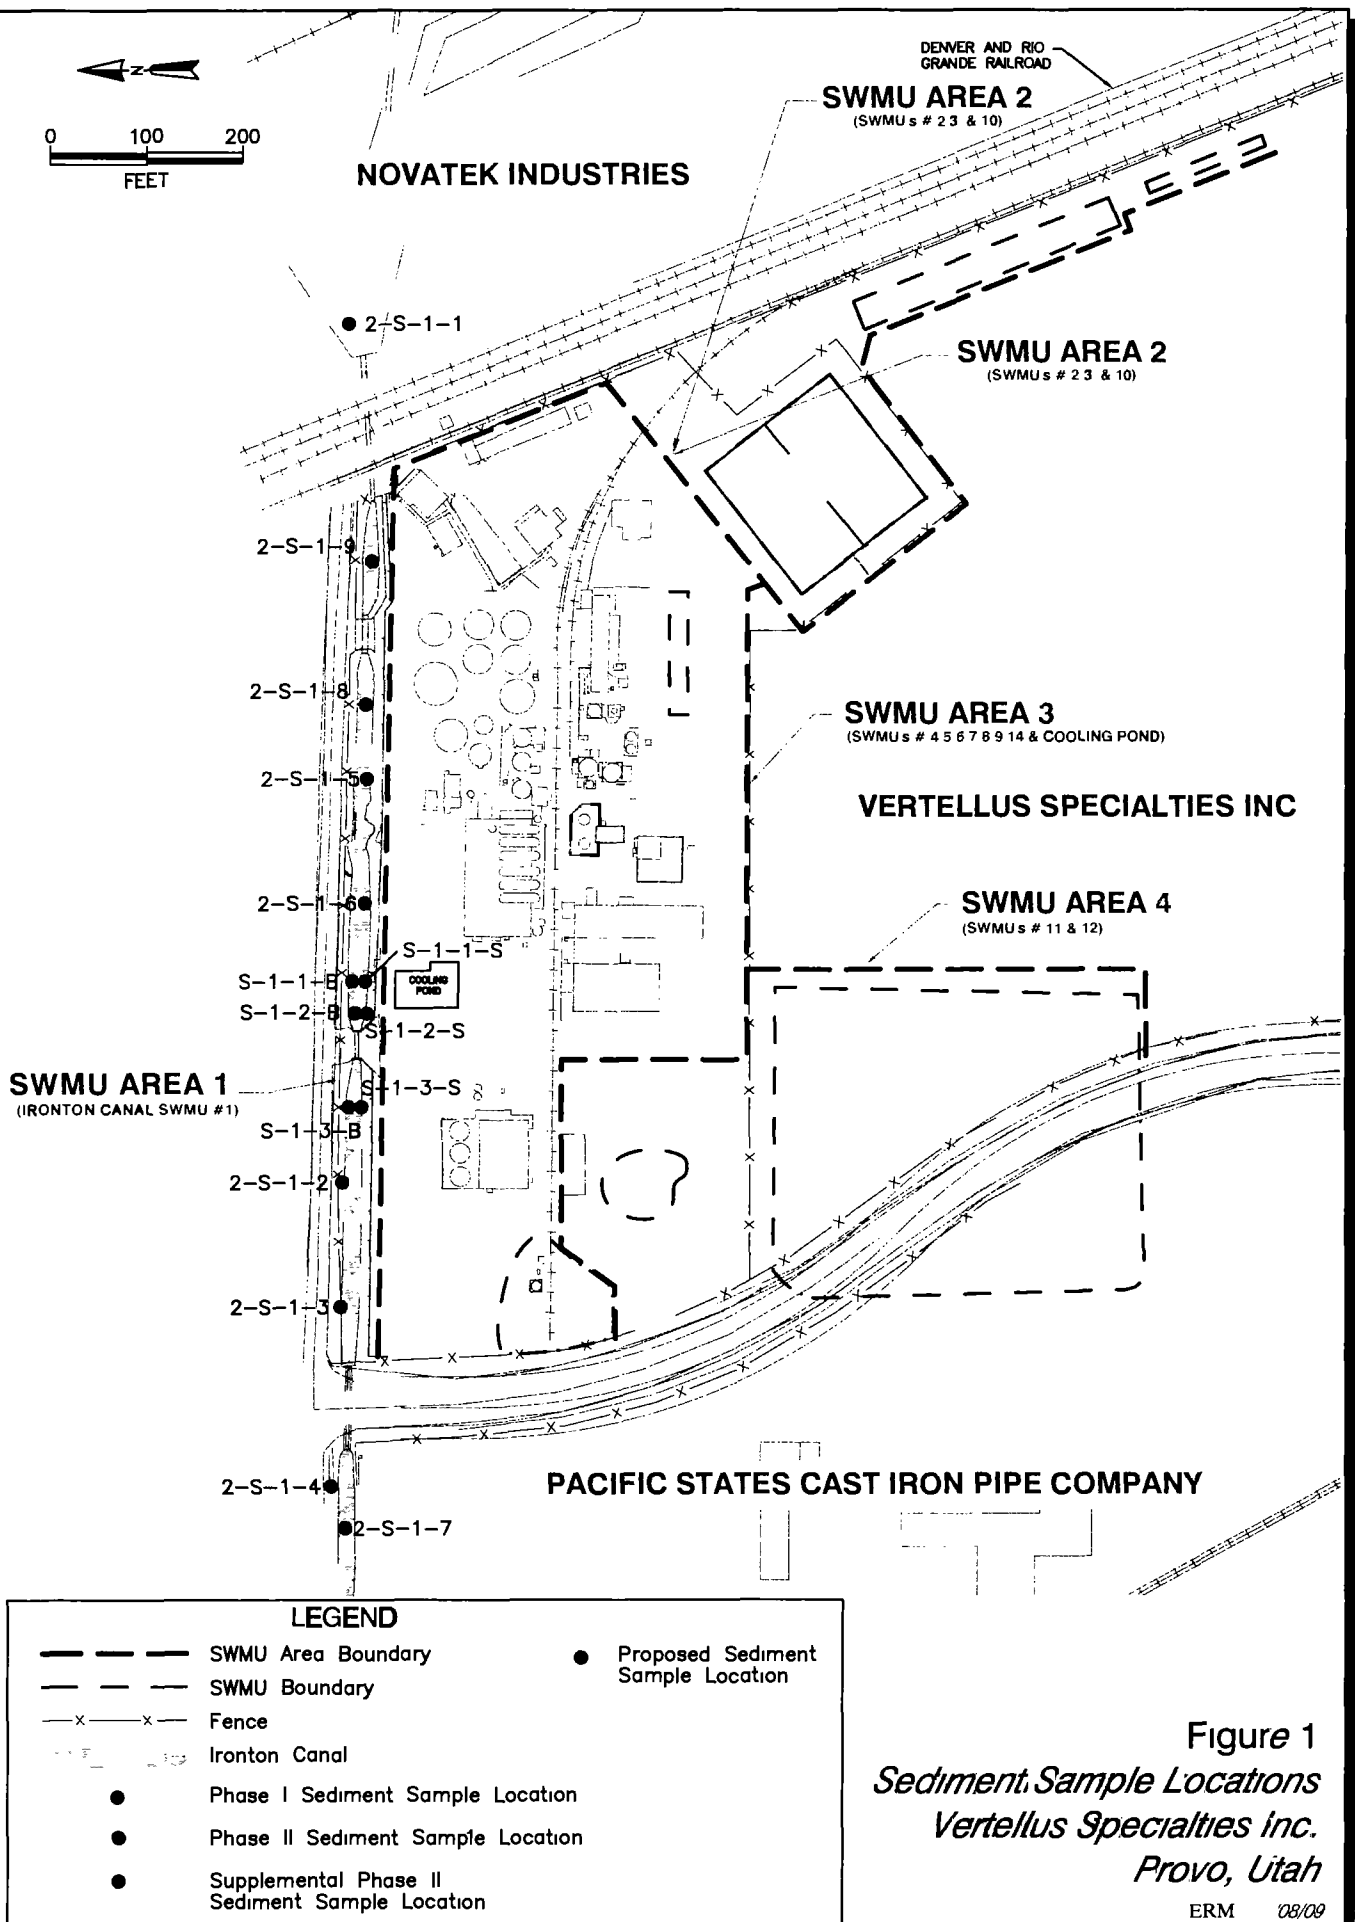 DENVER AND RIO
GRANDE RAILROAD
SWMU AREA 2
(SWMUs # 2 3 & 10)
N
0 100 200
FEET
NOVATEK INDUSTRIES
2-S-1-1
SWMU AREA 2
(SWMUs # 2 3 & 10)
2-S-1-9
2-S-1-8
SWMU AREA 3
(SWMUs # 4 5 6 7 8 9 14 & COOLING POND)
2-S-1-5
VERTELLUS SPECIALTIES INC
2-S-1-6
SWMU AREA 4
(SWMUs # 11 & 12)
S-1-1-S
S-1-1-B
COOLING
POND
S-1-2-B
S-1-2-S
SWMU AREA 1
(IRONTON CANAL SWMU #1)
S-1-3-S
S-1-3-B
2-S-1-2
2-S-1-3
2-S-1-4
PACIFIC STATES CAST IRON PIPE COMPANY
2-S-1-7
LEGEND
SWMU Area Boundary
SWMU Boundary
Fence
Ironton Canal
Phase I Sediment Sample Location
Phase II Sediment Sample Location
Supplemental Phase II
Sediment Sample Location
Proposed Sediment
Sample Location
Figure 1
Sediment Sample Locations
Vertellus Specialties Inc.
Provo, Utah
ERM 08/09